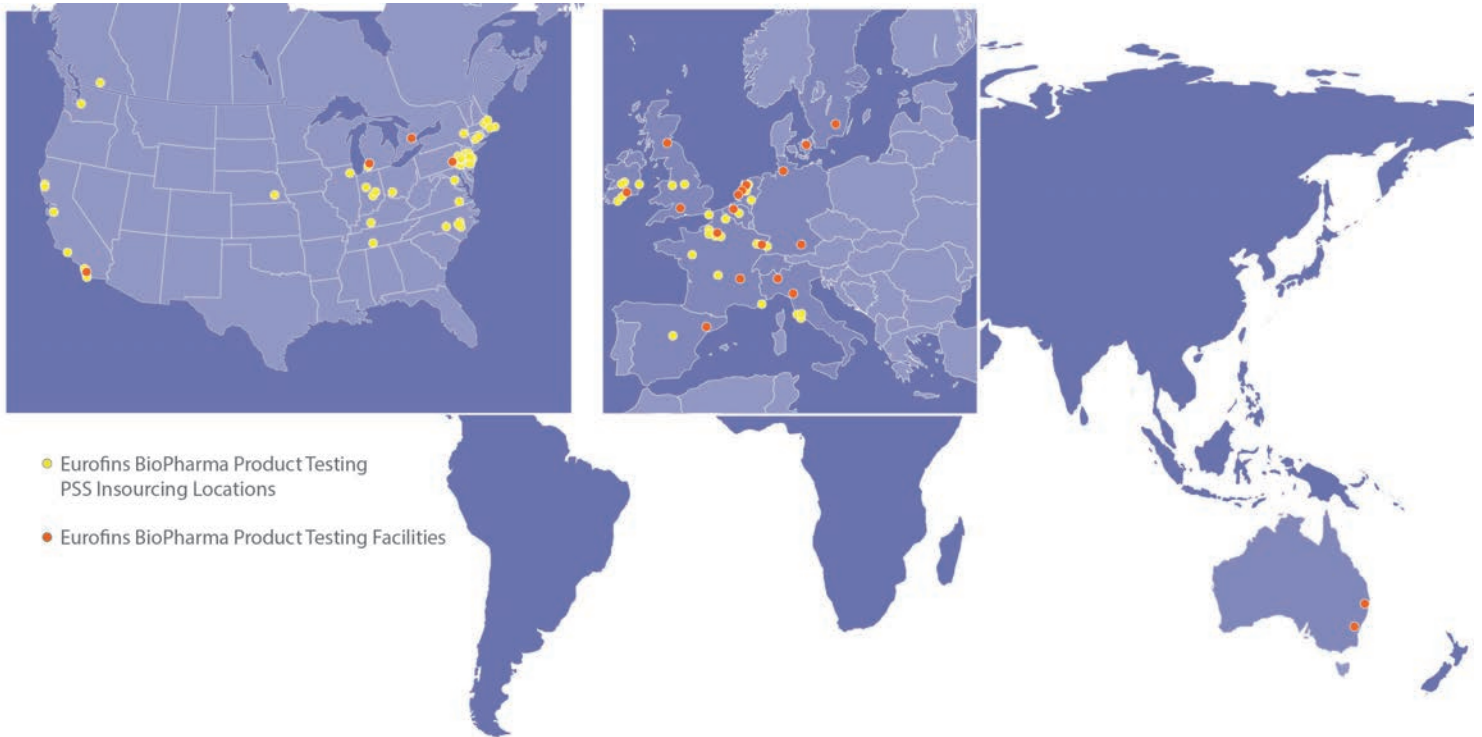 Eurofins BioPharma Product Testing
PSS Insourcing Locations
Eurofins BioPharma Product Testing Facilities